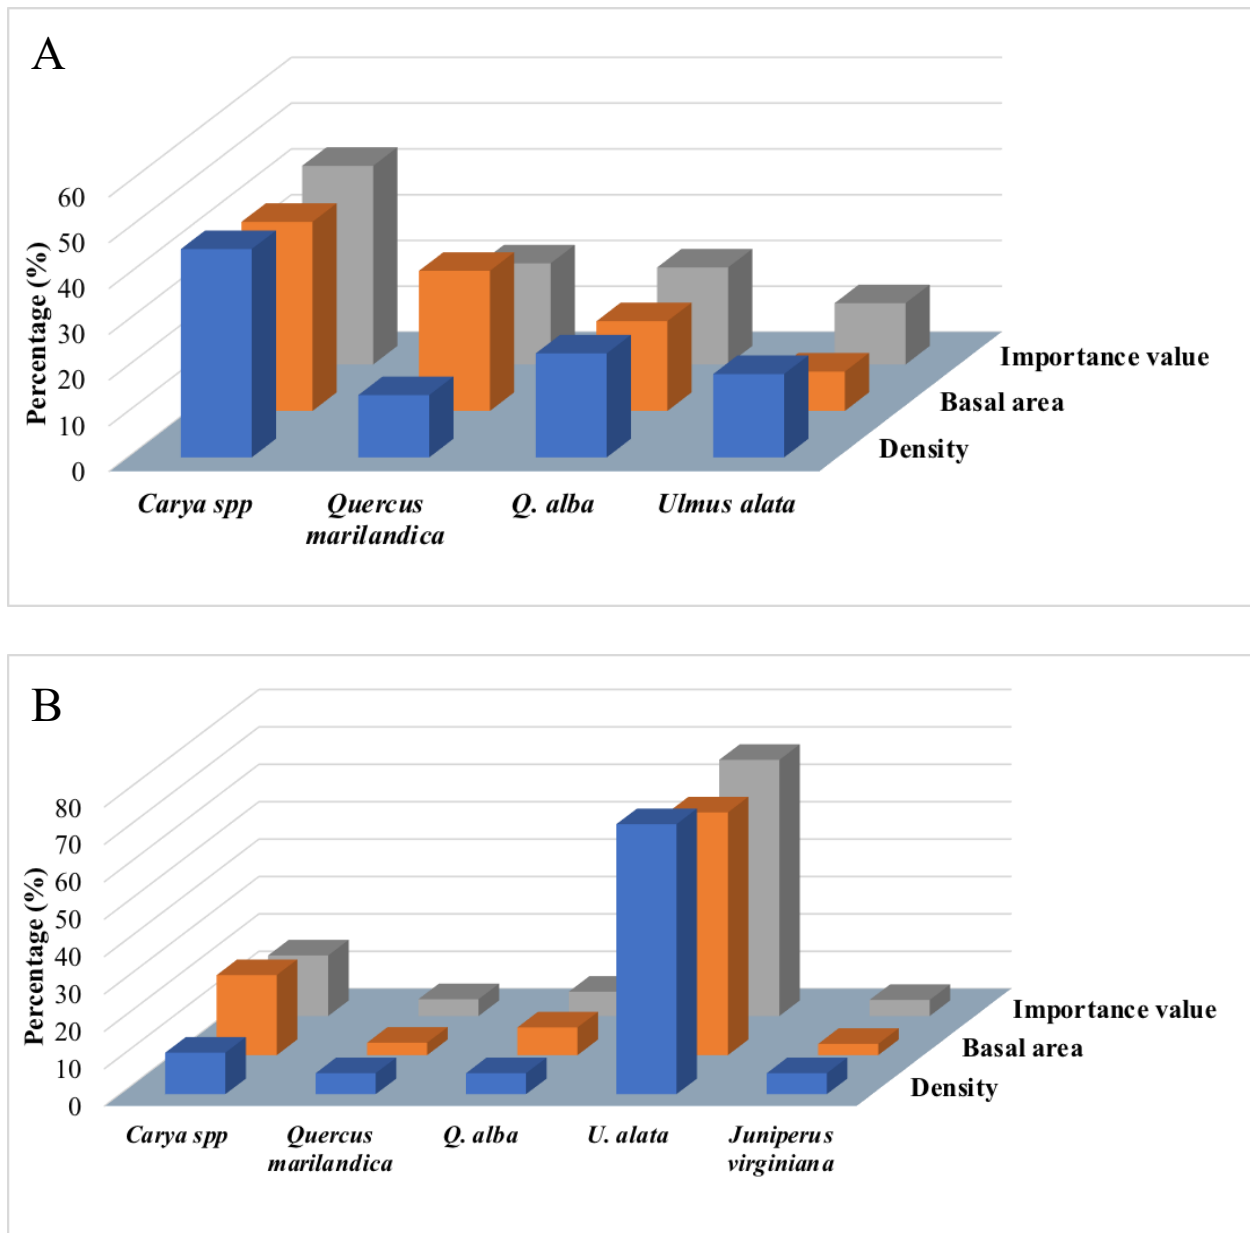 A
60
50
40
30
20
10
0
Percentage (%)
Importance value
Basal area
Density
Carya spp
Quercus
marilandica
Q. alba
Ulmus alata
B
80
70
60
50
40
30
20
10
0
Percentage (%)
Importance value
Basal area
Density
Carya spp
Quercus
marilandica
Q. alba
U. alata
Juniperus
virginiana